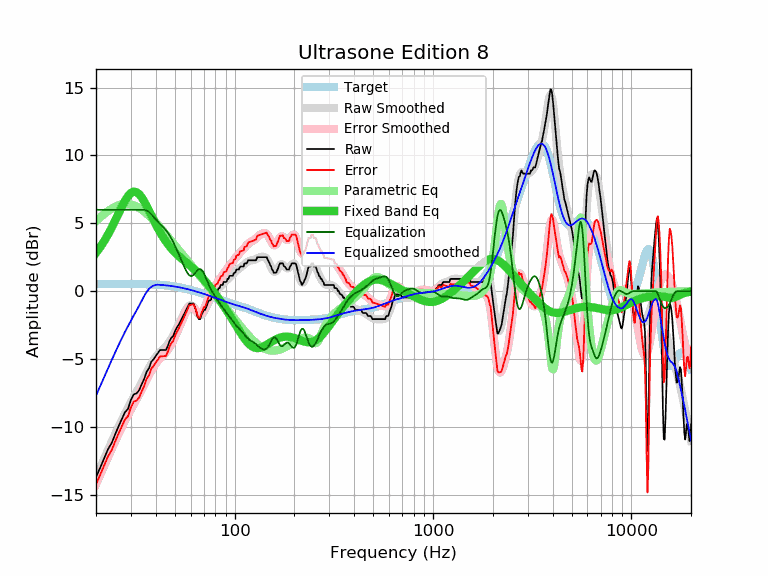 Ultrasone Edition 8
Target
Raw Smoothed
Error Smoothed
Raw
Error
Parametric Eq
Fixed Band Eq
Equalization
Equalized smoothed
15
10
5
0
−5
−10
−15
Amplitude (dBr)
100
1000
10000
Frequency (Hz)